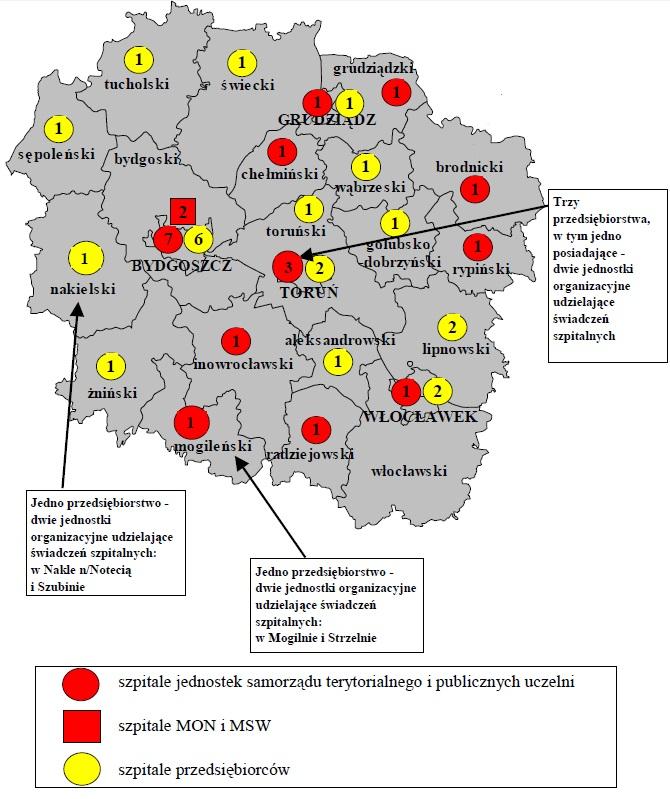 1
tucholski
1
świecki
grudziądzki
1
1
1
GRUDZIĄDZ
1
sępoleński
bydgoski
1
chełmiński
1
wąbrzeski
brodnicki
1
2
7
6
BYDGOSZCZ
1
toruński
1
golubsko
-dobrzyński
1
rypiński
3
2
TORUŃ
1
nakielski
Trzy
przedsiębiorstwa,
w tym jedno
posiadające -
dwie jednostki
organizacyjne
udzielające
świadczeń
szpitalnych
1
inowrocławski
aleksandrowski
1
2
lipnowski
1
żniński
1
2
WŁOCŁAWEK
1
mogileński
1
radziejowski
włocławski
Jedno przedsiębiorstwo -
dwie jednostki
organizacyjne udzielające
świadczeń szpitalnych:
w Nakle n/Notecią
i Szubinie
Jedno przedsiębiorstwo -
dwie jednostki organizacyjne
udzielające świadczeń
szpitalnych:
w Mogilnie i Strzelnie
szpitale jednostek samorządu terytorialnego i publicznych uczelni
szpitale MON i MSW
szpitale przedsiębiorców